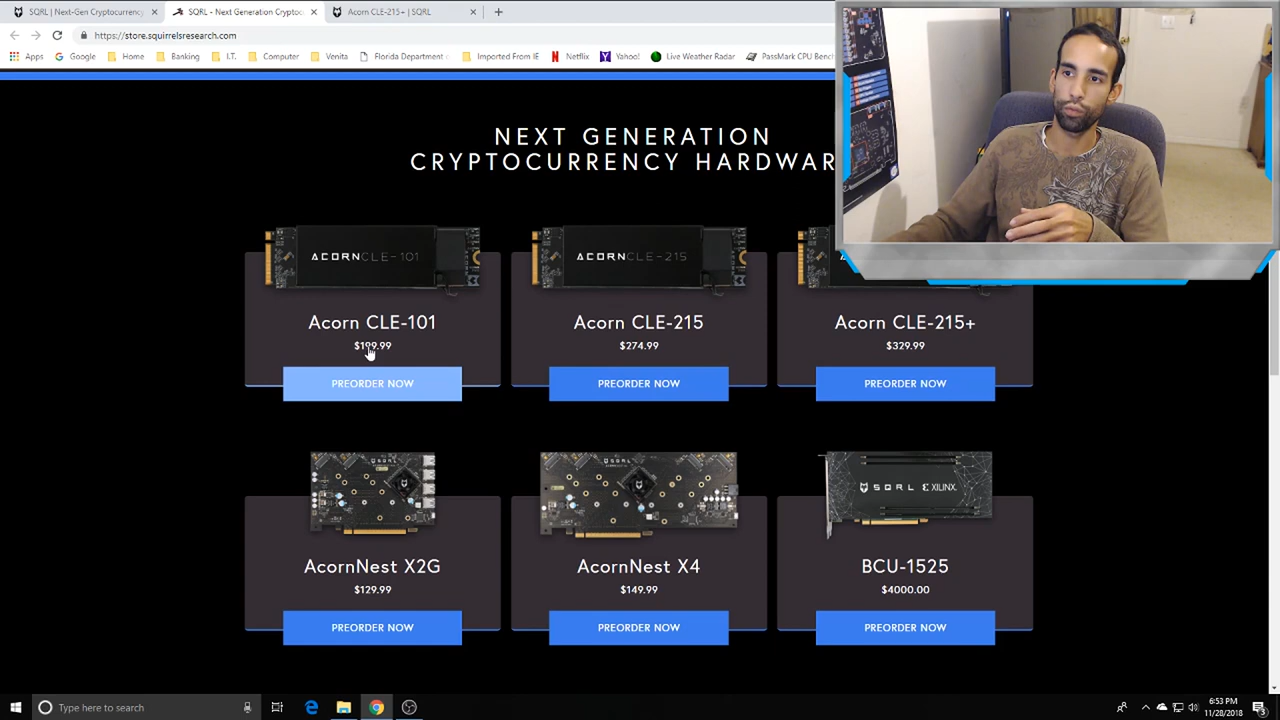 SQRL | Next-Gen Cryptocurrency
SQRL - Next Generation Cryptoc
Acorn CLE-215+ | SQRL
https://store.squirrelsresearch.com
Apps
Google
Home
Banking
I.T.
Computer
Venita
Florida Department
Imported From IE
Netflix
Yahoo!
Live Weather Radar
PassMark CPU Bench
NEXT GENERATION
CRYPTOCURRENCY HARDWAR
ACORNCLE-101
ACORNCLE-215
Acorn CLE-101
Acorn CLE-215
Acorn CLE-215+
$199.99
$274.99
$329.99
PREORDER NOW
PREORDER NOW
PREORDER NOW
SQRL
SQRL
SQRL XILINX
AcornNest X2G
AcornNest X4
BCU-1525
$129.99
$149.99
$4000.00
PREORDER NOW
PREORDER NOW
PREORDER NOW
Type here to search
6:53 PM
11/28/2018